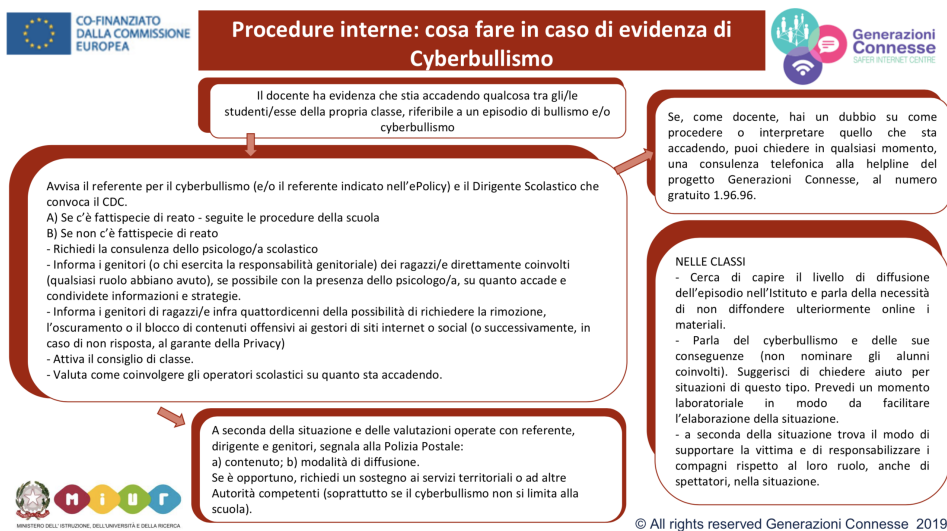 CO-FINANZIATO
DALLA COMMISSIONE
EUROPEA
Procedure interne: cosa fare in caso di evidenza di
Cyberbullismo
Generazioni
Connesse
SAFER INTERNET CENTRE
Il docente ha evidenza che stia accadendo qualcosa tra gli/le
studenti/esse della propria classe, riferibile a un episodio di bullismo e/o
cyberbullismo
Se, come docente, hai un dubbio su come
procedere o interpretare quello che sta
accadendo, puoi chiedere in qualsiasi momento,
una consulenza telefonica alla helpline del
progetto Generazioni Connesse, al numero
gratuito 1.96.96.
Avvisa il referente per il cyberbullismo (e/o il referente indicato nell'ePolicy) e il Dirigente Scolastico che
convoca il CDC.
A) Se c'è fattispecie di reato - seguite le procedure della scuola
B) Se non c'è fattispecie di reato
- Richiedi la consulenza dello psicologo/a scolastico
- Informa i genitori (o chi esercita la responsabilità genitoriale) dei ragazzi/e direttamente coinvolti
(qualsiasi ruolo abbiano avuto), se possibile con la presenza dello psicologo/a, su quanto accade e
condividete informazioni e strategie.
- Informa i genitori di ragazzi/e infra quattordicenni della possibilità di richiedere la rimozione,
l'oscuramento o il blocco di contenuti offensivi ai gestori di siti internet o social (o successivamente, in
caso di non risposta, al garante della Privacy)
- Attiva il consiglio di classe.
- Valuta come coinvolgere gli operatori scolastici su quanto sta accadendo.
NELLE CLASSI
- Cerca di capire il livello di diffusione
dell'episodio nell'Istituto e parla della necessità
di non diffondere ulteriormente online i
materiali.
- Parla del cyberbullismo e delle sue
conseguenze (non nominare gli alunni
coinvolti). Suggerisci di chiedere aiuto per
situazioni di questo tipo. Prevedi un momento
laboratoriale in modo da facilitare
l'elaborazione della situazione.
- a seconda della situazione trova il modo di
supportare la vittima e di responsabilizzare i
compagni rispetto al loro ruolo, anche di
spettatori, nella situazione.
A seconda della situazione e delle valutazioni operate con referente,
dirigente e genitori, segnala alla Polizia Postale:
a) contenuto; b) modalità di diffusione.
Se è opportuno, richiedi un sostegno ai servizi territoriali o ad altre
Autorità competenti (soprattutto se il cyberbullismo non si limita alla
scuola).
miur
MINISTERO DELL'ISTRUZIONE, DELL'UNIVERSITÀ E DELLA RICERCA
© All rights reserved Generazioni Connesse 2019